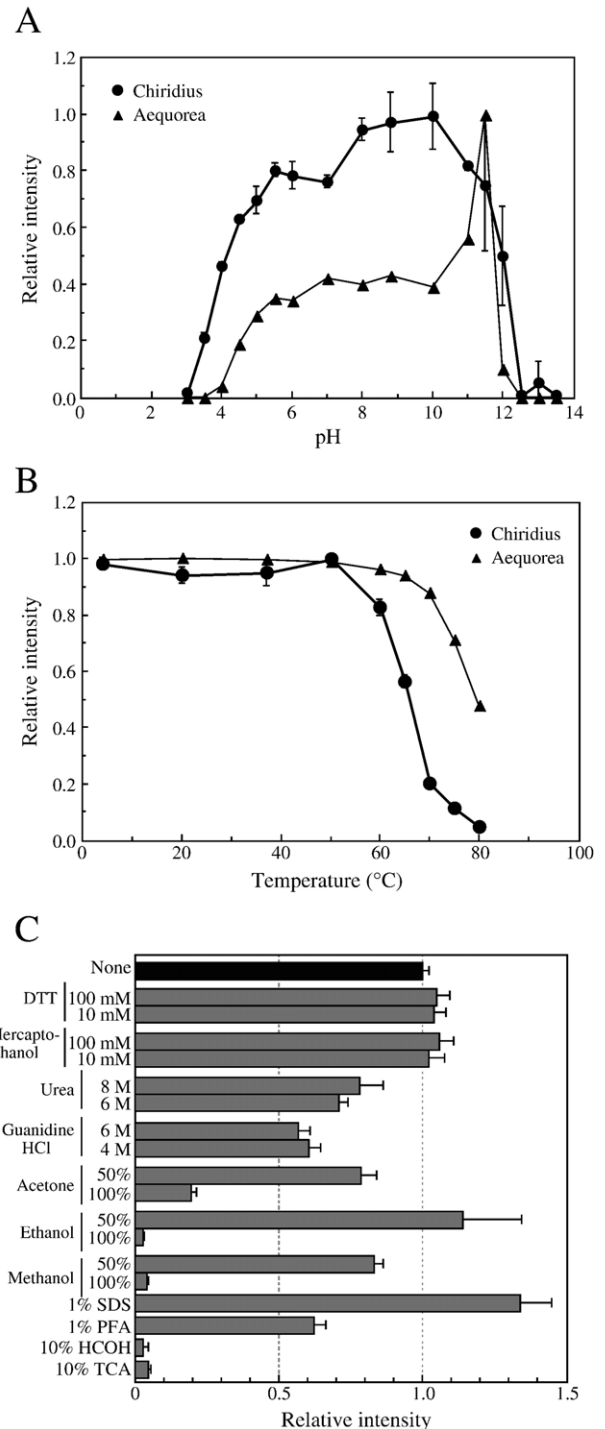 A
1.2
1.0
0.8
0.6
0.4
0.2
0.0
Relative intensity
Chiridius
Aequorea
0 2 4 6 8 10 12 14
pH
B
1.2
1.0
0.8
0.6
0.4
0.2
0.0
Relative intensity
Chiridius
Aequorea
0 20 40 60 80 100
Temperature (°C)
C
None
DTT 100 mM
10 mM
ercapto-
hanol
100 mM
10 mM
Urea 8 M
6 M
Guanidine
HCl
6 M
4 M
Acetone 50%
100%
Ethanol 50%
100%
Methanol 50%
100%
1% SDS
1% PFA
10% HCOH
10% TCA
0 0.5 1.0 1.5
Relative intensity